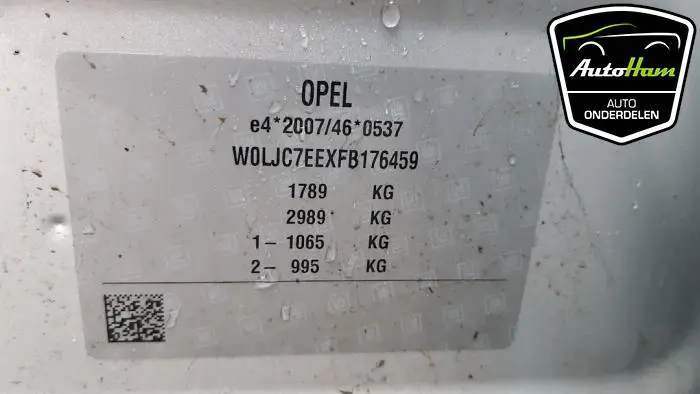 OPEL
e4*2007/46*0537
W0LJC7EEXFB176459
1789 KG
2989 KG
1- 1065 KG
2- 995 KG
AutoHam
AUTO
ONDERDELEN